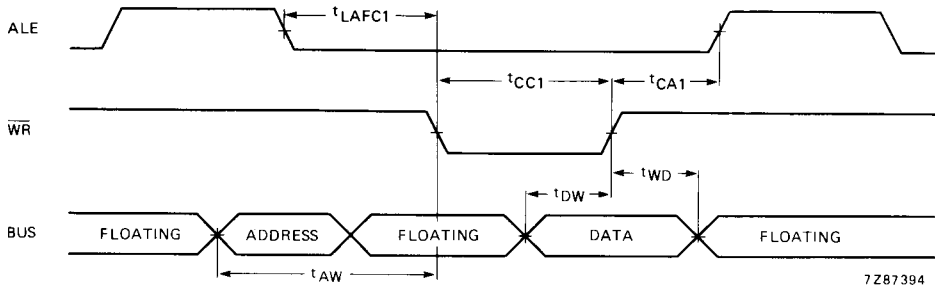 ALE
tLAFC1
tCC1
tCA1
WR
tDW
tWD
BUS
FLOATING
ADDRESS
FLOATING
DATA
FLOATING
tAW
7Z87394